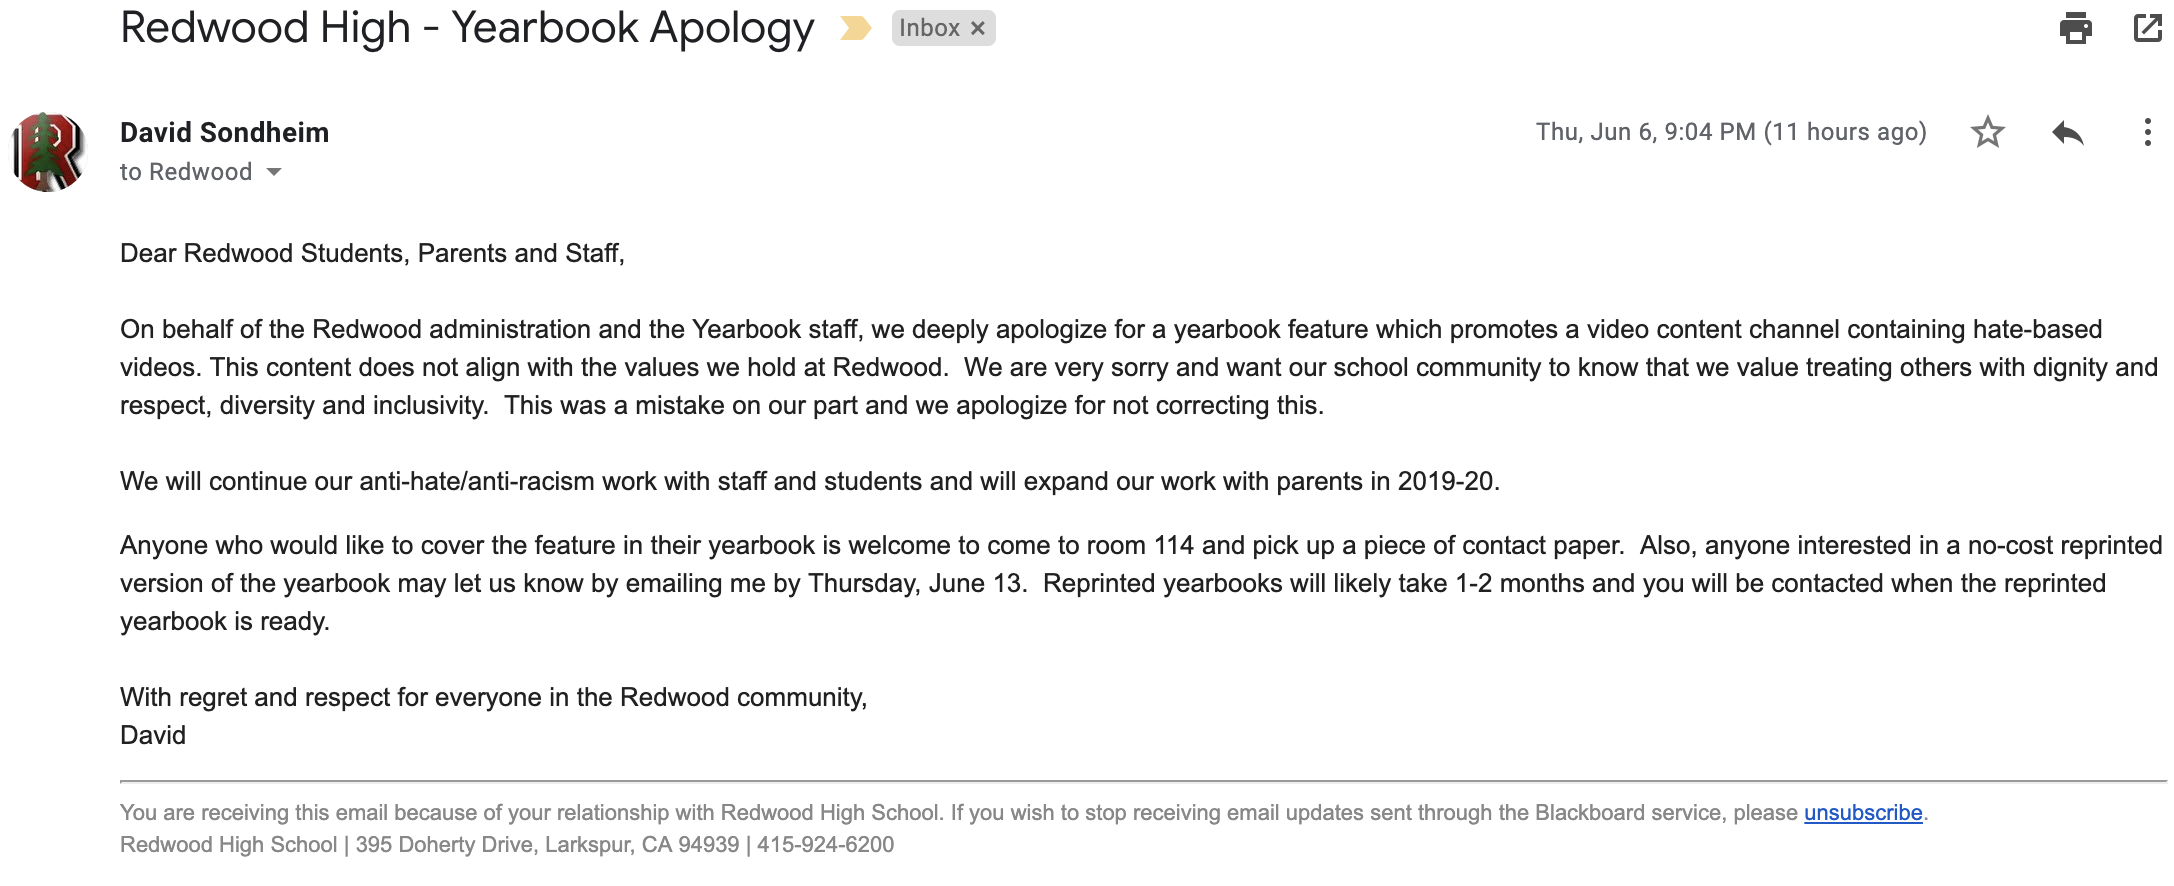 Redwood High - Yearbook Apology
Inbox ×
David Sondheim
Thu, Jun 6, 9:04 PM (11 hours ago)
to Redwood
Dear Redwood Students, Parents and Staff,
On behalf of the Redwood administration and the Yearbook staff, we deeply apologize for a yearbook feature which promotes a video content channel containing hate-based
videos. This content does not align with the values we hold at Redwood.  We are very sorry and want our school community to know that we value treating others with dignity and
respect, diversity and inclusivity.  This was a mistake on our part and we apologize for not correcting this.
We will continue our anti-hate/anti-racism work with staff and students and will expand our work with parents in 2019-20.
Anyone who would like to cover the feature in their yearbook is welcome to come to room 114 and pick up a piece of contact paper.  Also, anyone interested in a no-cost reprinted
version of the yearbook may let us know by emailing me by Thursday, June 13.  Reprinted yearbooks will likely take 1-2 months and you will be contacted when the reprinted
yearbook is ready.
With regret and respect for everyone in the Redwood community,
David
You are receiving this email because of your relationship with Redwood High School. If you wish to stop receiving email updates sent through the Blackboard service, please unsubscribe.
Redwood High School | 395 Doherty Drive, Larkspur, CA 94939 | 415-924-6200